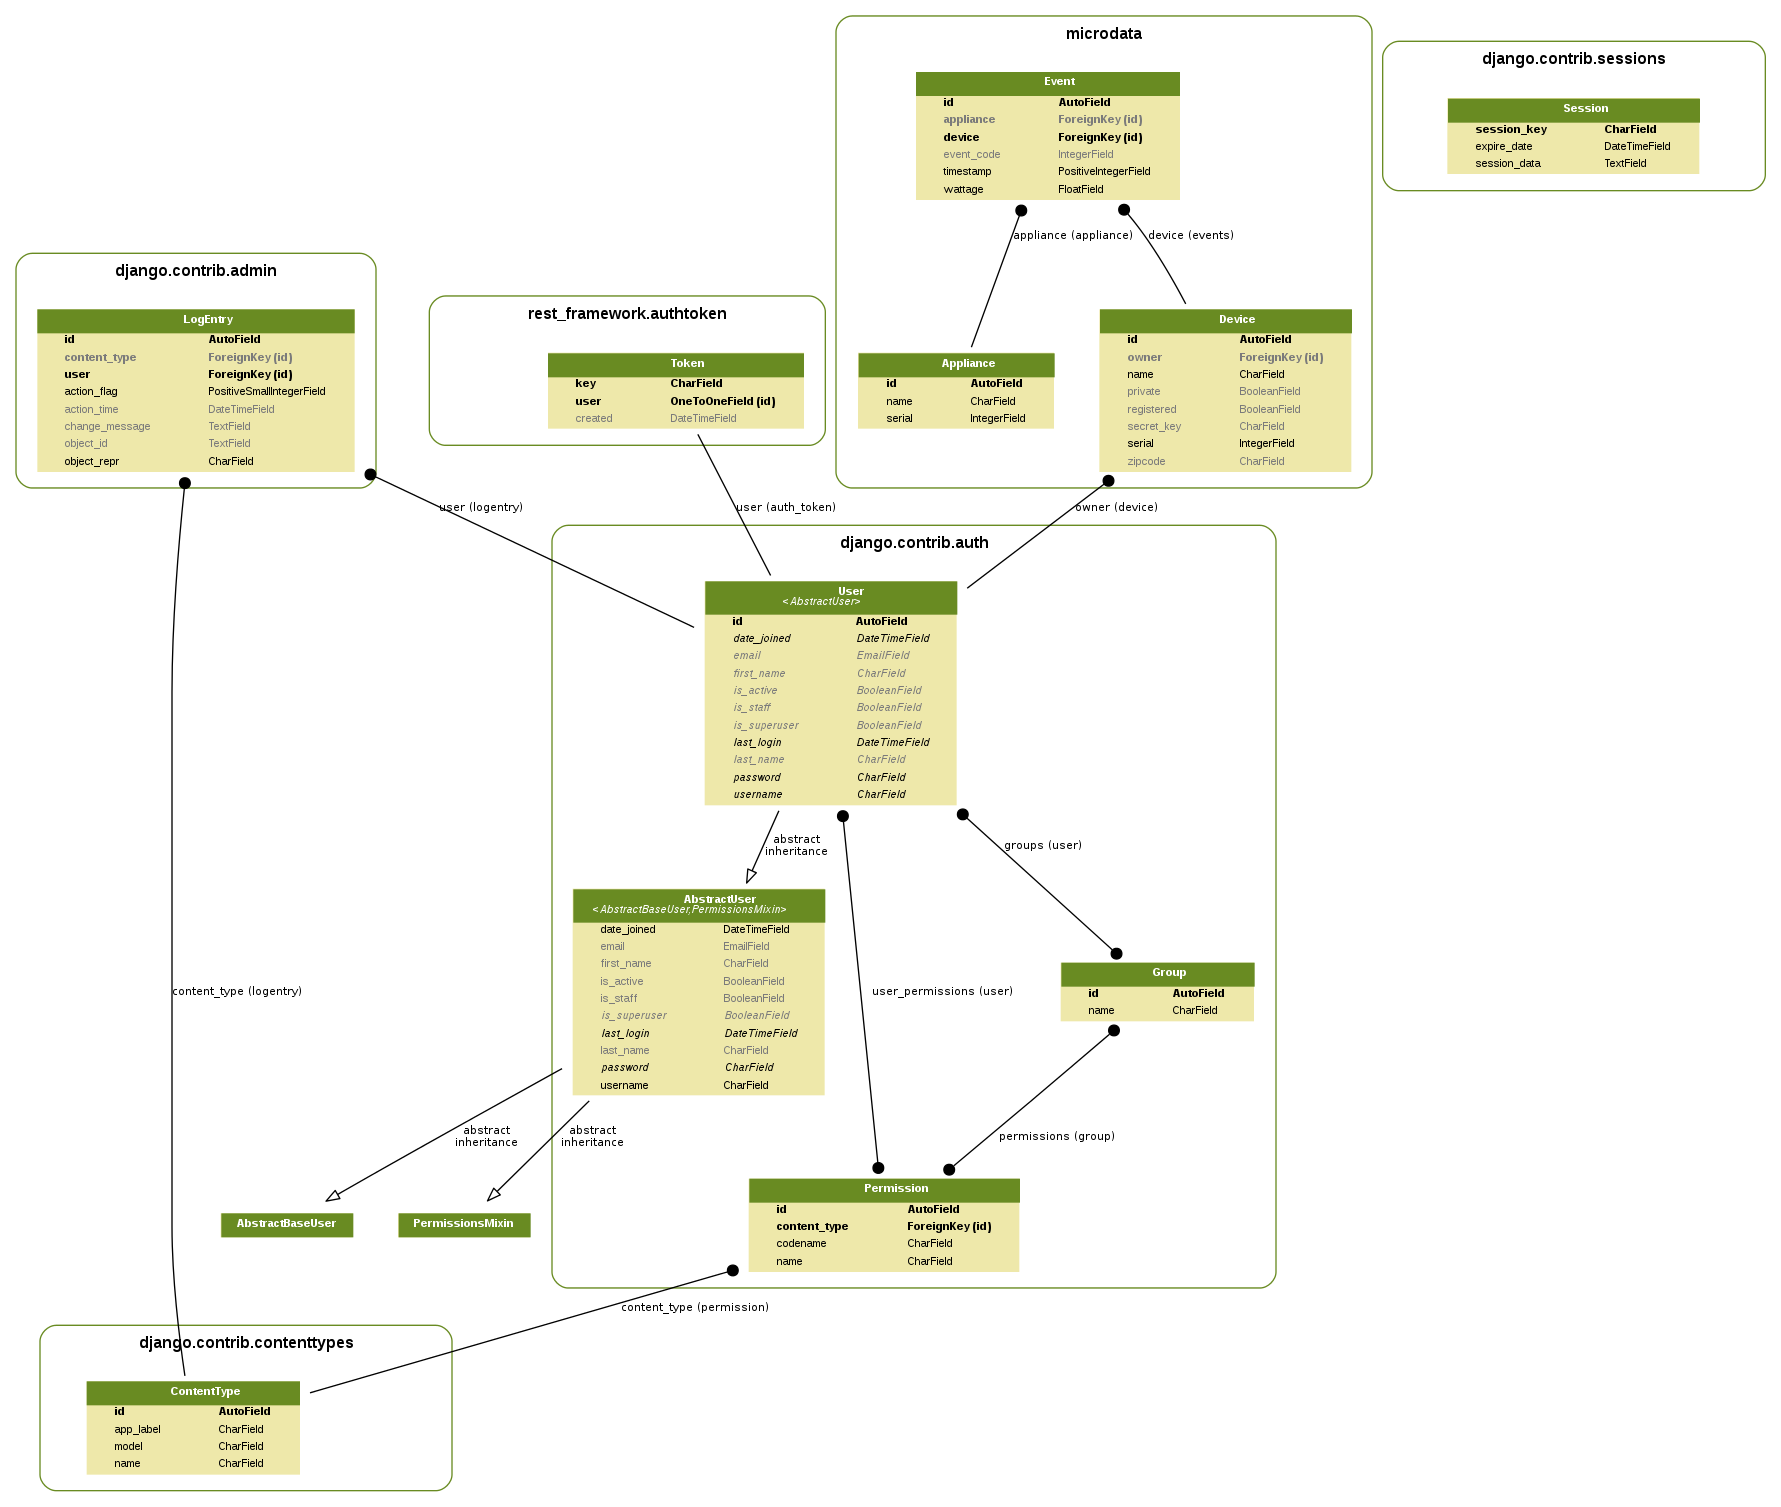 microdata
Event
id AutoField
appliance ForeignKey (id)
device ForeignKey (id)
event_code IntegerField
timestamp PositiveIntegerField
wattage FloatField
appliance (appliance)
device (events)
Appliance
id AutoField
name CharField
serial IntegerField
Device
id AutoField
owner ForeignKey (id)
name CharField
private BooleanField
registered BooleanField
secret_key CharField
serial IntegerField
zipcode CharField
django.contrib.sessions
Session
session_key CharField
expire_date DateTimeField
session_data TextField
django.contrib.admin
LogEntry
id AutoField
content_type ForeignKey (id)
user ForeignKey (id)
action_flag PositiveSmallIntegerField
action_time DateTimeField
change_message TextField
object_id TextField
object_repr CharField
rest_framework.authtoken
Token
key CharField
user OneToOneField (id)
created DateTimeField
user (logentry)
user (auth_token)
owner (device)
django.contrib.auth
User
<AbstractUser>
id AutoField
date_joined DateTimeField
email EmailField
first_name CharField
is_active BooleanField
is_staff BooleanField
is_superuser BooleanField
last_login DateTimeField
last_name CharField
password CharField
username CharField
abstract
inheritance
groups (user)
AbstractUser
<AbstractBaseUser,PermissionsMixin>
date_joined DateTimeField
email EmailField
first_name CharField
is_active BooleanField
is_staff BooleanField
is_superuser BooleanField
last_login DateTimeField
last_name CharField
password CharField
username CharField
content_type (logentry)
user_permissions (user)
Group
id AutoField
name CharField
abstract
inheritance
abstract
inheritance
permissions (group)
AbstractBaseUser
PermissionsMixin
Permission
id AutoField
content_type ForeignKey (id)
codename CharField
name CharField
content_type (permission)
django.contrib.contenttypes
ContentType
id AutoField
app_label CharField
model CharField
name CharField